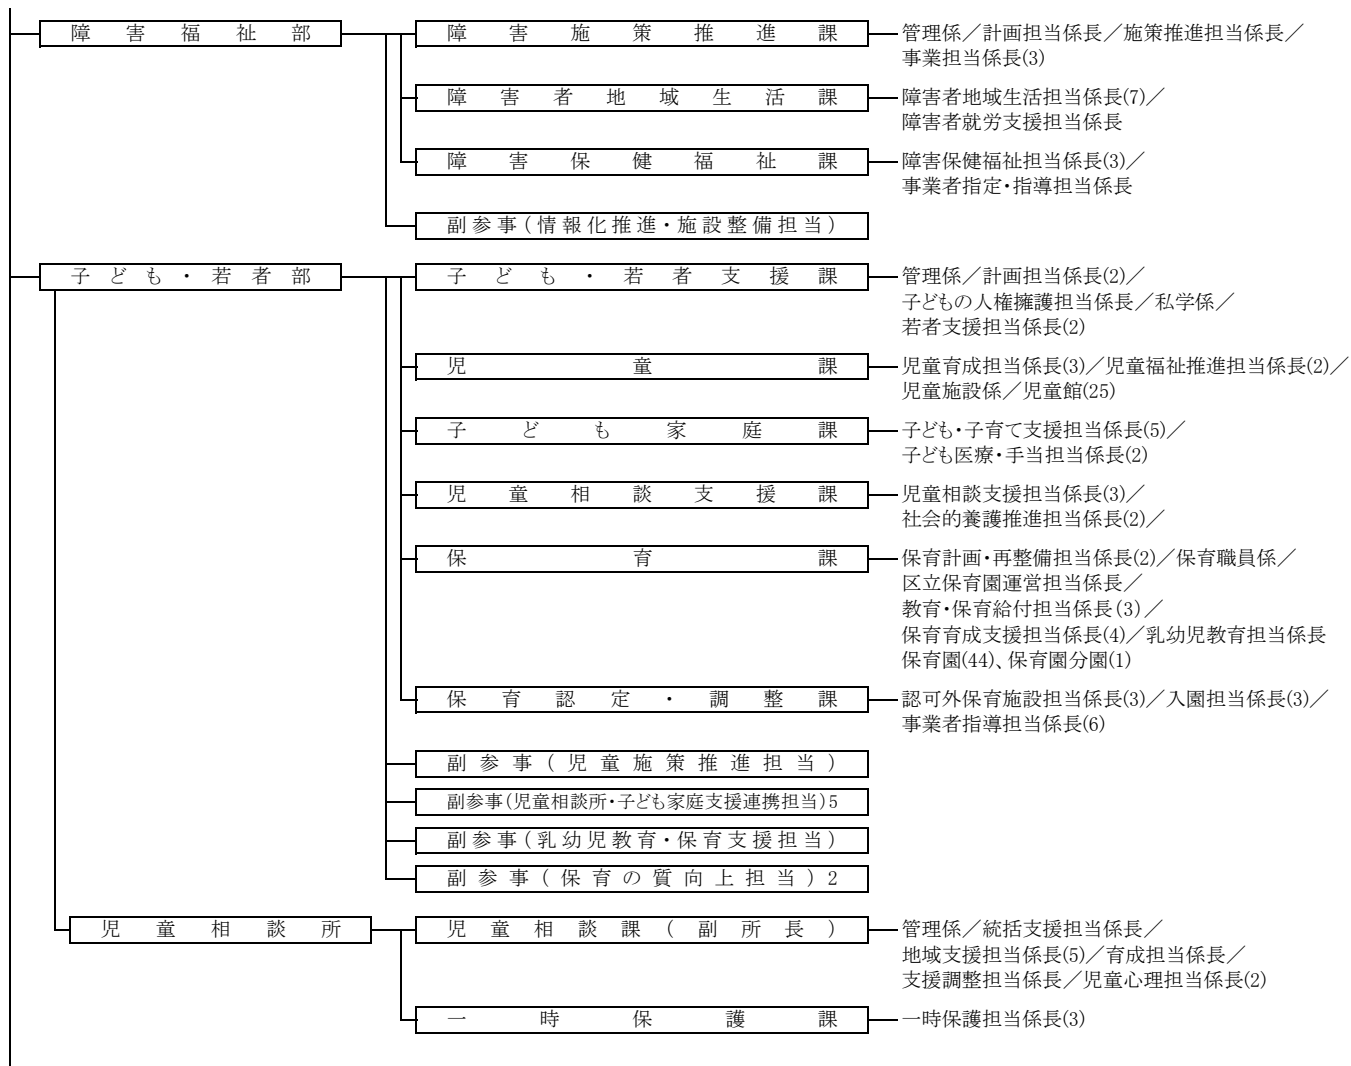 障害福祉部
障害施策推進課
管理係／計画担当係長／施策推進担当係長／
事業担当係長(3)
障害者地域生活課
障害者地域生活担当係長(7)／
障害者就労支援担当係長
障害保健福祉課
障害保健福祉担当係長(3)／
事業者指定・指導担当係長
副参事(情報化推進・施設整備担当)
子ども・若者部
子ども・若者支援課
管理係／計画担当係長(2)／
子どもの人権擁護担当係長／私学係／
若者支援担当係長(2)
児童課
児童育成担当係長(3)／児童福祉推進担当係長(2)／
児童施設係／児童館(25)
子ども家庭課
子ども・子育て支援担当係長(5)／
子ども医療・手当担当係長(2)
児童相談支援課
児童相談支援担当係長(3)／
社会的養護推進担当係長(2)／
保育課
保育計画・再整備担当係長(2)／保育職員係／
区立保育園運営担当係長／
教育・保育給付担当係長(3)／
保育育成支援担当係長(4)／乳幼児教育担当係長
保育園(44)、保育園分園(1)
保育認定・調整課
認可外保育施設担当係長(3)／入園担当係長(3)／
事業者指導担当係長(6)
副参事(児童施策推進担当)
副参事(児童相談所・子ども家庭支援連携担当)5
副参事(乳幼児教育・保育支援担当)
副参事(保育の質向上担当)2
児童相談所
児童相談課(副所長)
管理係／統括支援担当係長／
地域支援担当係長(5)／育成担当係長／
支援調整担当係長／児童心理担当係長(2)
一時保護課
一時保護担当係長(3)